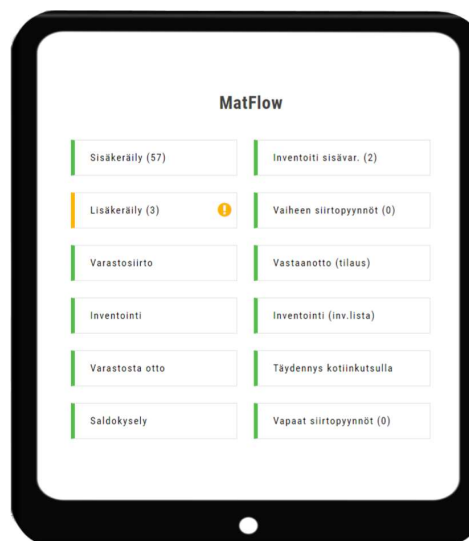 MatFlow
Sisäkeräily (57)
Inventoiti sisävar. (2)
Lisäkeräily (3)
Vaiheen siirtopyynnöt (0)
Varastosiirto
Vastaanotto (tilaus)
Inventointi
Inventointi (inv.lista)
Varastosta otto
Täydennys kotiinkutsulla
Saldokysely
Vapaat siirtopyynnöt (0)